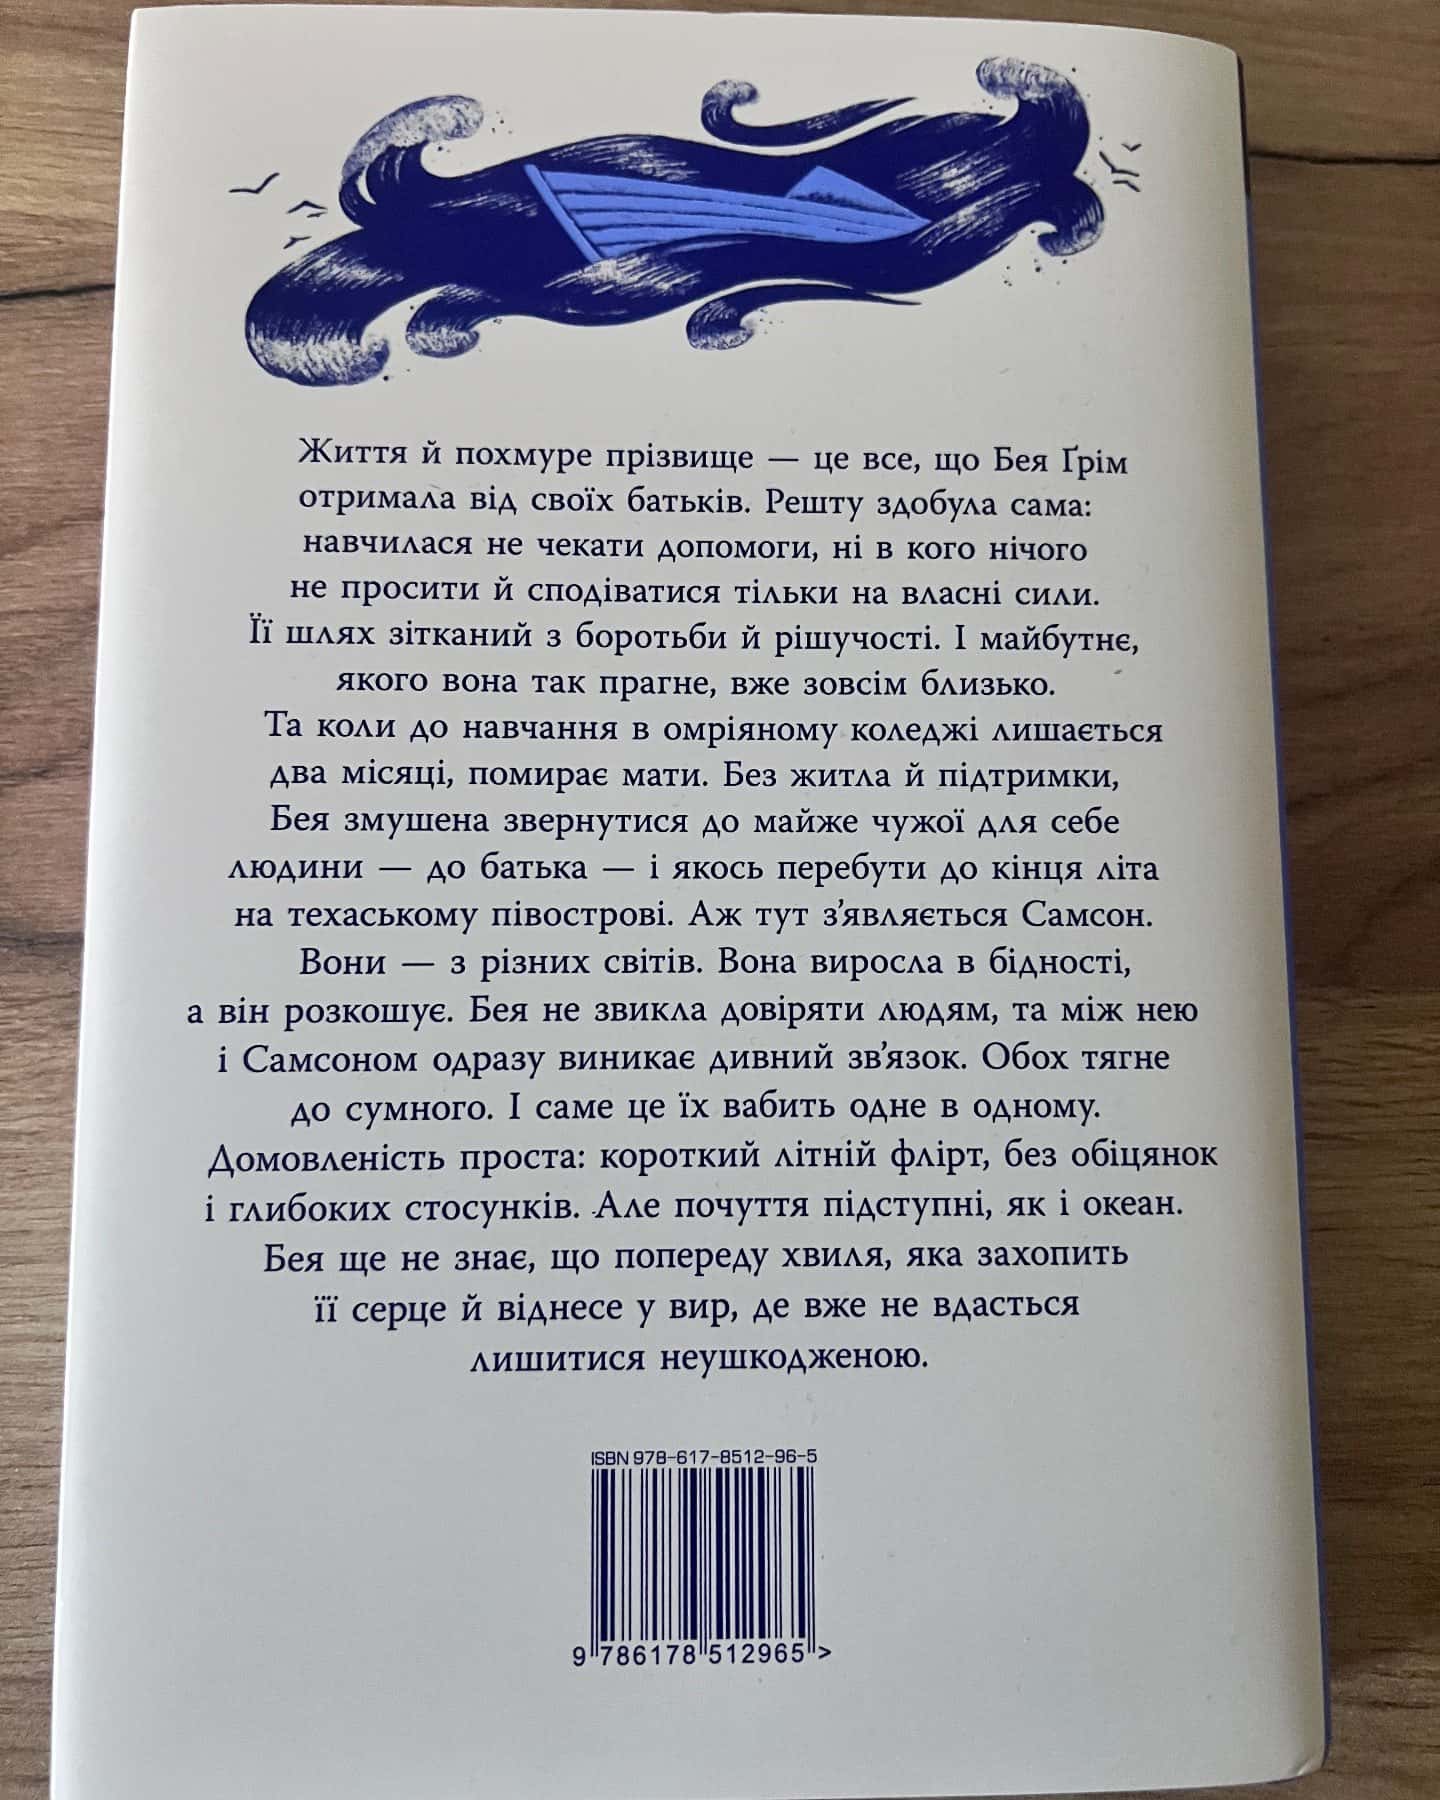 Життя й похмуре прізвище — це все, що Бея Ґрім
отримала від своїх батьків. Решту здобула сама:
навчилася не чекати допомоги, ні в кого нічого
не просити й сподіватися тільки на власні сили.
Її шлях зітканий з боротьби й рішучості. І майбутнє,
якого вона так прагне, вже зовсім близько.
Та коли до навчання в омріяному коледжі лишається
два місяці, помирає мати. Без житла й підтримки,
Бея змушена звернутися до майже чужої для себе
людини — до батька — і якось перебути до кінця літа
на техаському півострові. Аж тут з’являється Самсон.
Вони — з різних світів. Вона виросла в бідності,
а він розкошує. Бея не звикла довіряти людям, та між нею
і Самсоном одразу виникає дивний зв’язок. Обох тягне
до сумного. І саме це їх вабить одне в одному.
Домовленість проста: короткий літній флірт, без обіцянок
і глибоких стосунків. Але почуття підступні, як і океан.
Бея ще не знає, що попереду хвиля, яка захопить
її серце й віднесе у вир, де вже не вдасться
лишитися неушкодженою.
ISBN 978-617-8512-96-5
9 786178 512965 >